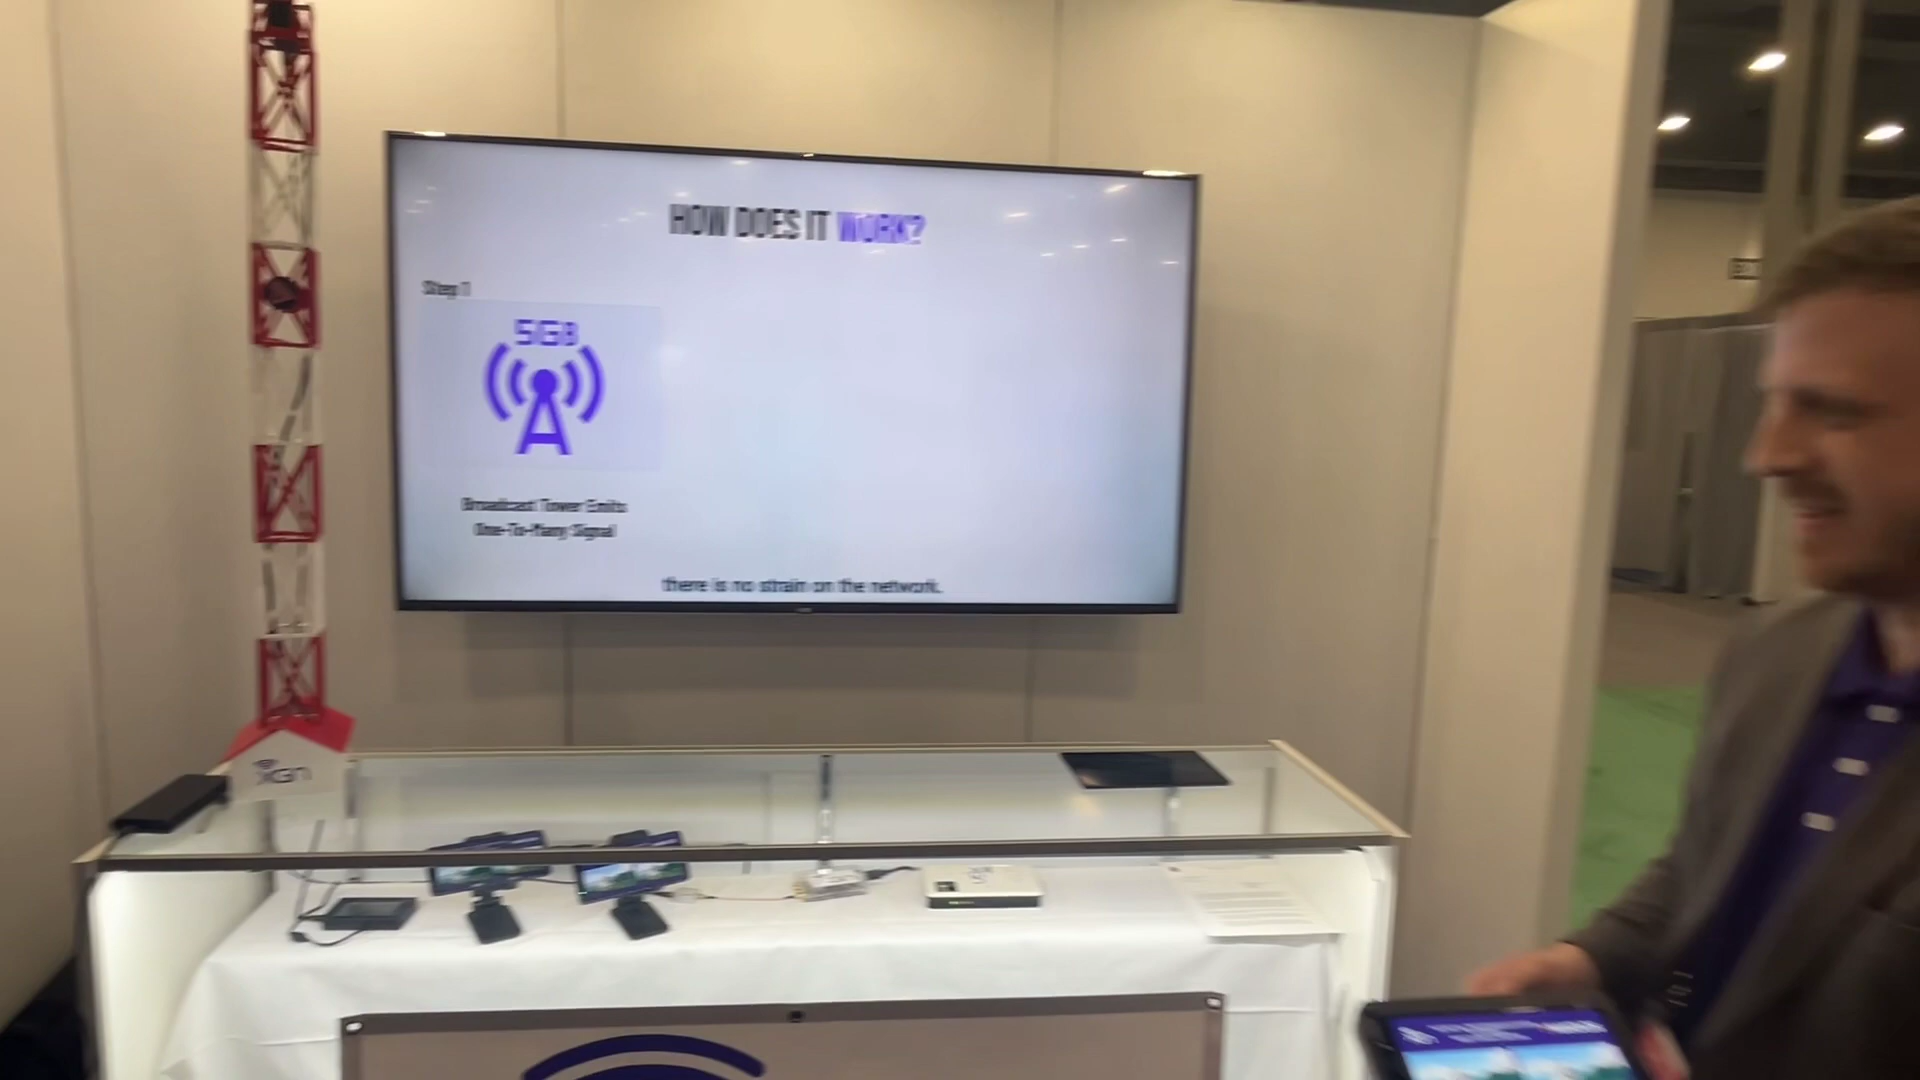 HOW DOES IT WORK?
Step 1
5GB
Broadcast Tower Emits
One-To-Many Signal
there is no strain on the network.